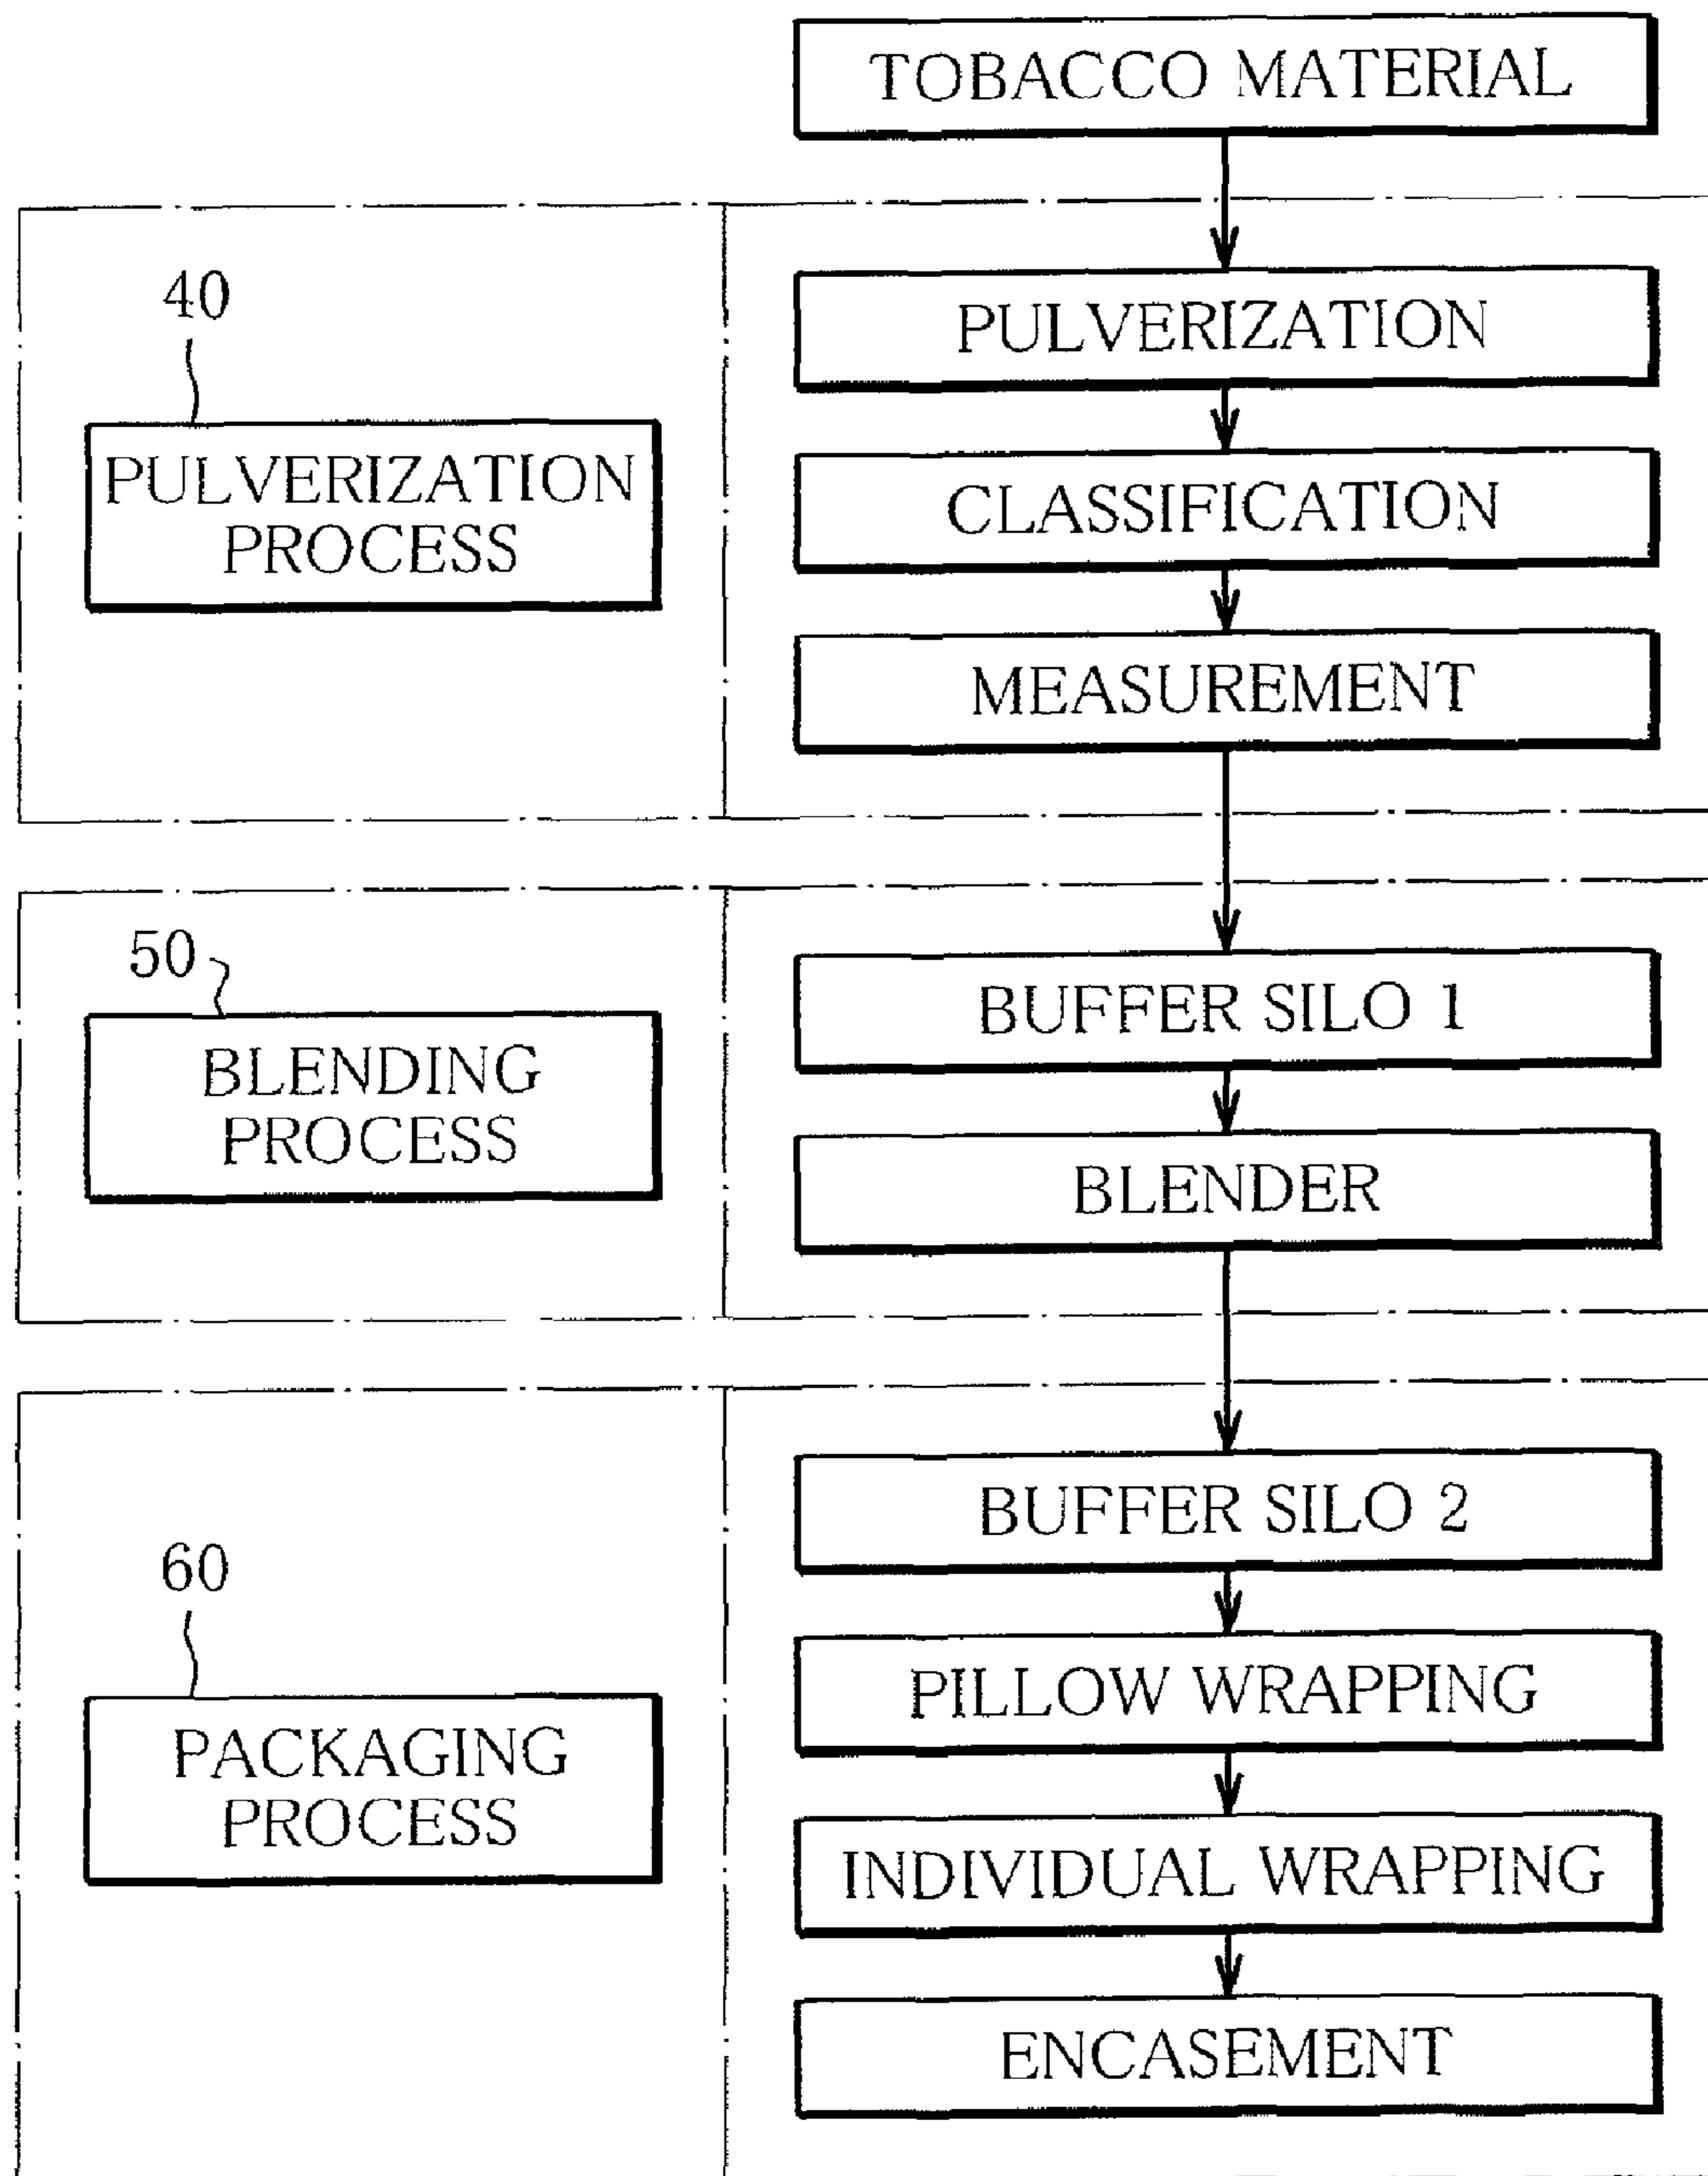 TOBACCO MATERIAL
40
PULVERIZATION
PROCESS
PULVERIZATION
CLASSIFICATION
MEASUREMENT
50
BLENDING
PROCESS
BUFFER SILO 1
BLENDER
60
PACKAGING
PROCESS
BUFFER SILO 2
PILLOW WRAPPING
INDIVIDUAL WRAPPING
ENCASEMENT